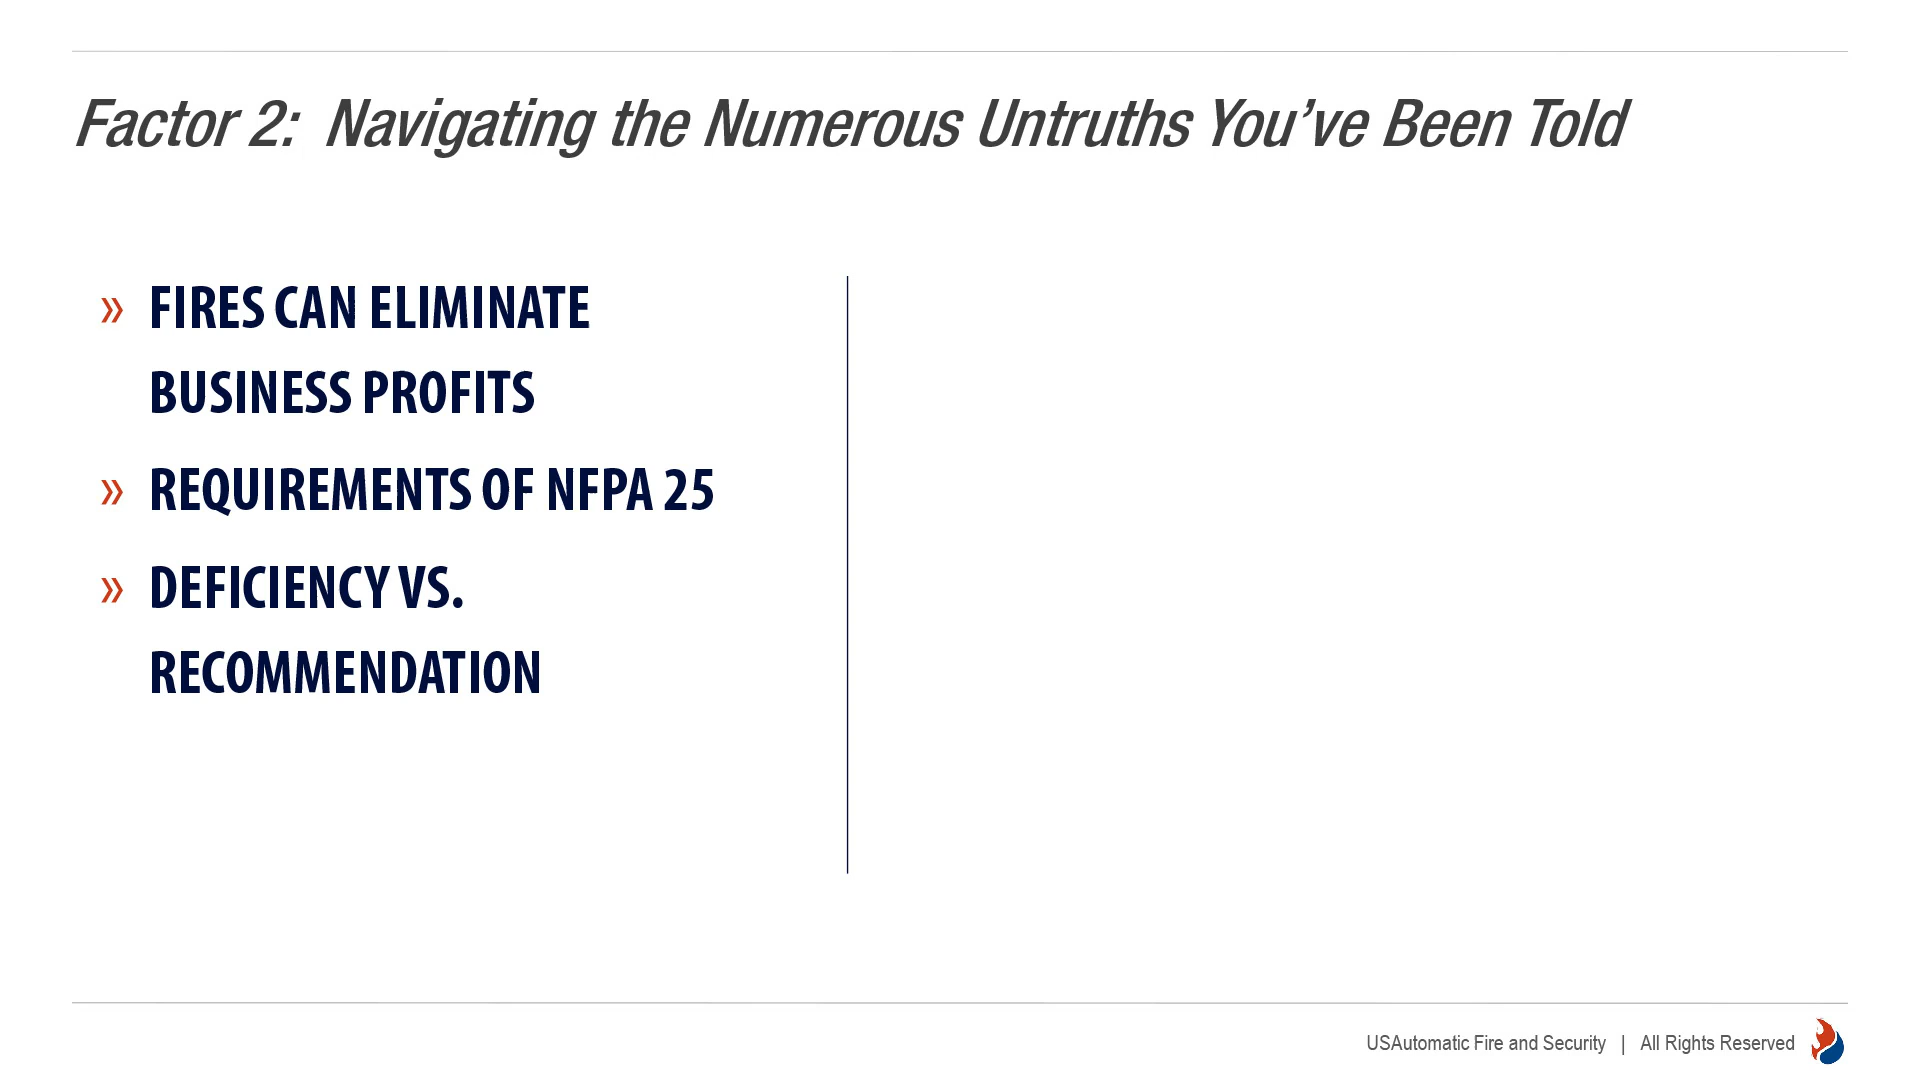 Factor 2:  Navigating the Numerous Untruths You’ve Been Told
» FIRES CAN ELIMINATE
BUSINESS PROFITS
» REQUIREMENTS OF NFPA 25
» DEFICIENCY VS.
RECOMMENDATION
USAutomatic Fire and Security | All Rights Reserved